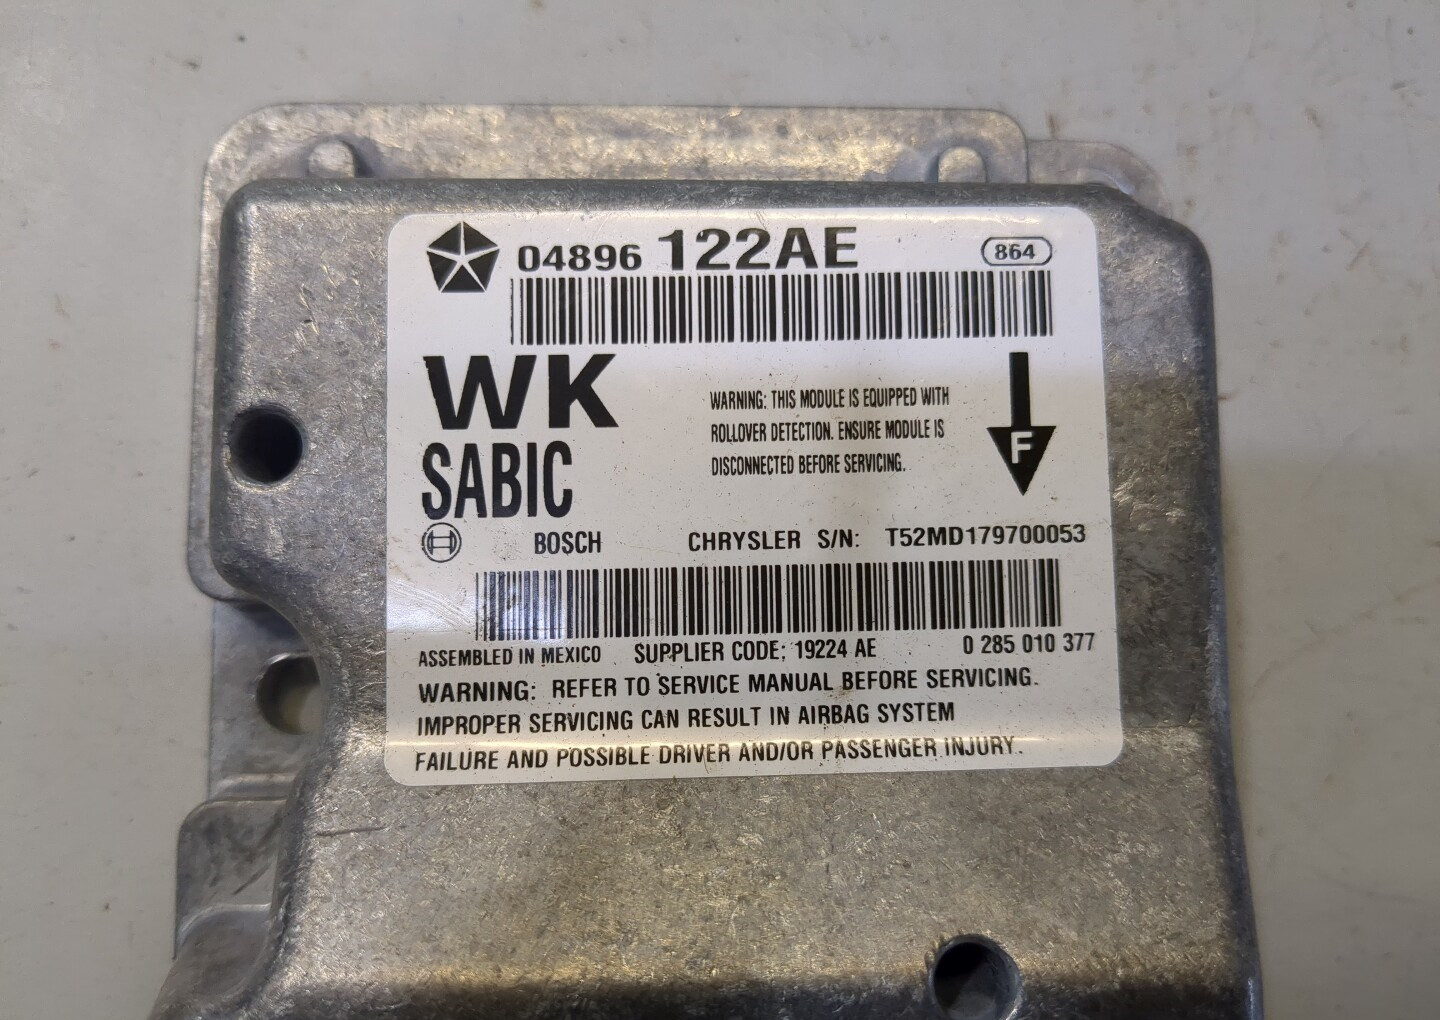 04896 122AE 864
WK
SABIC
WARNING: THIS MODULE IS EQUIPPED WITH
ROLLOVER DETECTION. ENSURE MODULE IS
DISCONNECTED BEFORE SERVICING.
F
BOSCH CHRYSLER S/N: T52MD179700053
ASSEMBLED IN MEXICO SUPPLIER CODE: 19224 AE 0 285 010 377
WARNING: REFER TO SERVICE MANUAL BEFORE SERVICING.
IMPROPER SERVICING CAN RESULT IN AIRBAG SYSTEM
FAILURE AND POSSIBLE DRIVER AND/OR PASSENGER INJURY.